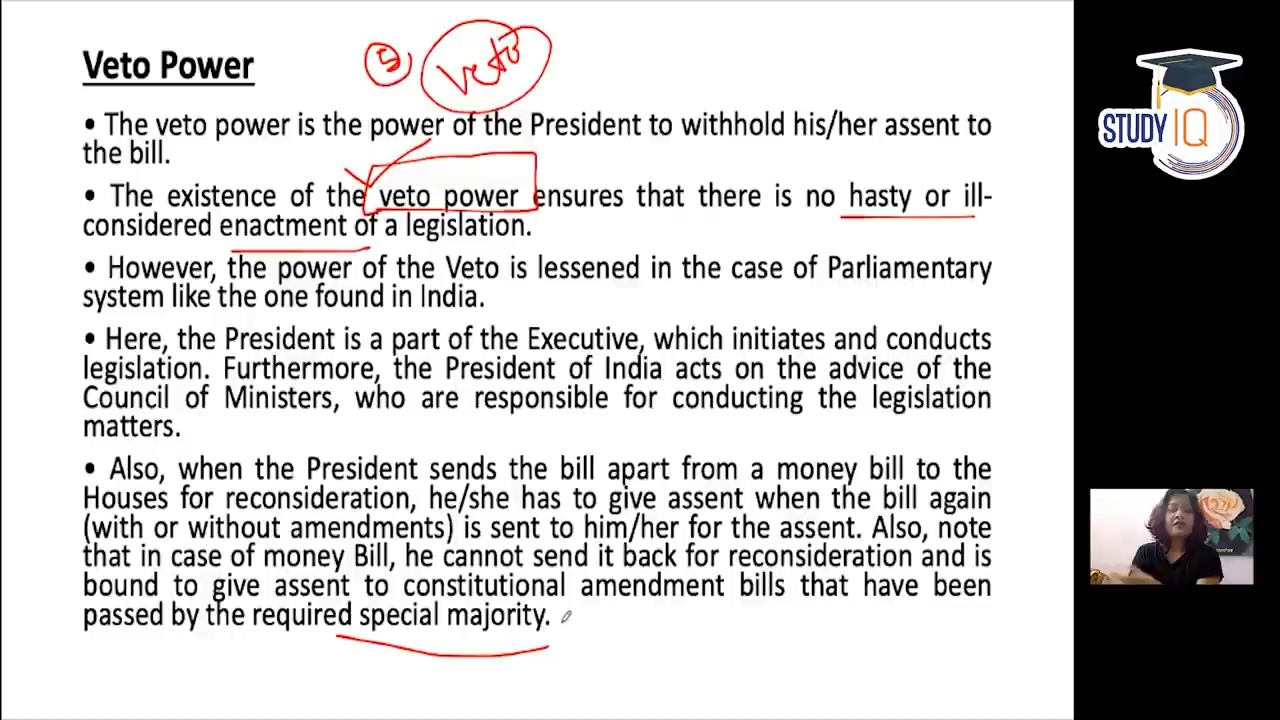 Veto Power
5 Veto
• The veto power is the power of the President to withhold his/her assent to
the bill.
• The existence of the veto power ensures that there is no hasty or ill-
considered enactment of a legislation.
• However, the power of the Veto is lessened in the case of Parliamentary
system like the one found in India.
• Here, the President is a part of the Executive, which initiates and conducts
legislation. Furthermore, the President of India acts on the advice of the
Council of Ministers, who are responsible for conducting the legislation
matters.
• Also, when the President sends the bill apart from a money bill to the
Houses for reconsideration, he/she has to give assent when the bill again
(with or without amendments) is sent to him/her for the assent. Also, note
that in case of money Bill, he cannot send it back for reconsideration and is
bound to give assent to constitutional amendment bills that have been
passed by the required special majority.
STUDY IQ